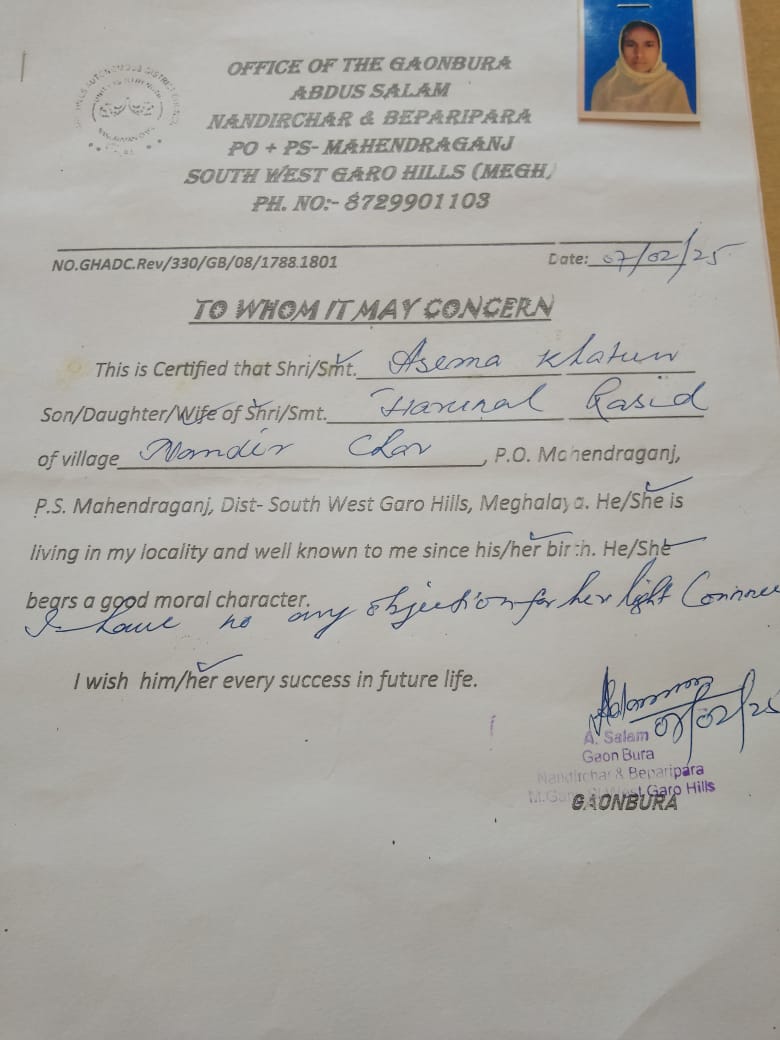 OFFICE OF THE GAONBURA
ABDUS SALAM
NANDIRCHAR & BEPARIPARA
PO + PS- MAHENDRAGANJ
SOUTH WEST GARO HILLS (MEGH)
PH. NO:- 8729901103
NO.GHADC.Rev/330/GB/08/1788.1801 Date: 07/02/25
TO WHOM IT MAY CONCERN
This is Certified that Shri/Smt. Asema Khatun
Son/Daughter/Wife of Shri/Smt. Harunal Rasid
of village Nandir Char, P.O. Mahendraganj,
P.S. Mahendraganj, Dist- South West Garo Hills, Meghalaya. He/She is
living in my locality and well known to me since his/her birth. He/She
bears a good moral character.
I have no any objection for her light Connec
I wish him/her every success in future life.
07/02/25
A. Salam
Gaon Bura
Nandirchar & Beparipara
West Garo Hills
GAONBURA